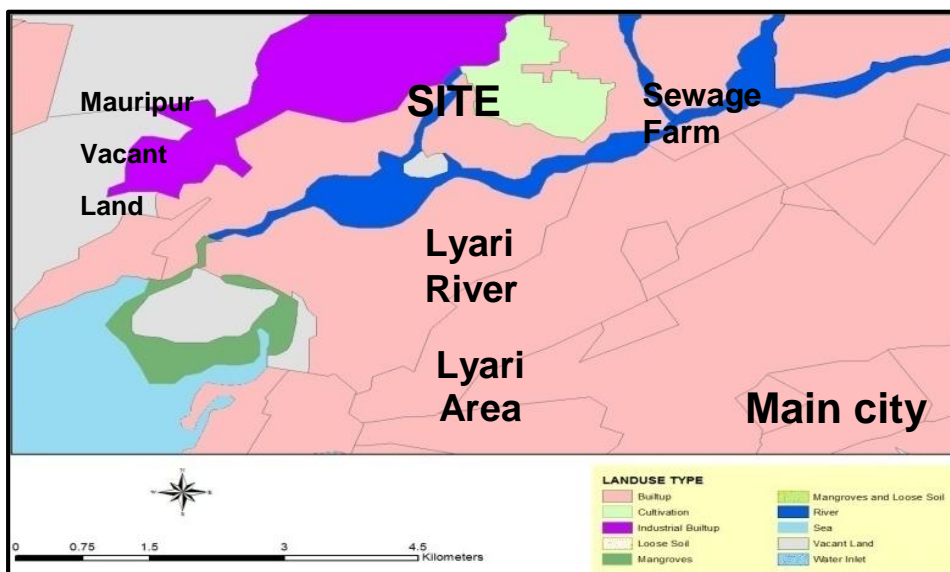 SITE
Sewage
Farm
Mauripur
Vacant
Land
Lyari
River
Lyari
Area
Main city
0 0.75 1.5 3 4.5
Kilometers
LANDUSE TYPE
Builtup
Cultivation
Industrial Builtup
Loose Soil
Mangroves
Mangroves and Loose Soil
River
Sea
Vacant Land
Water Inlet